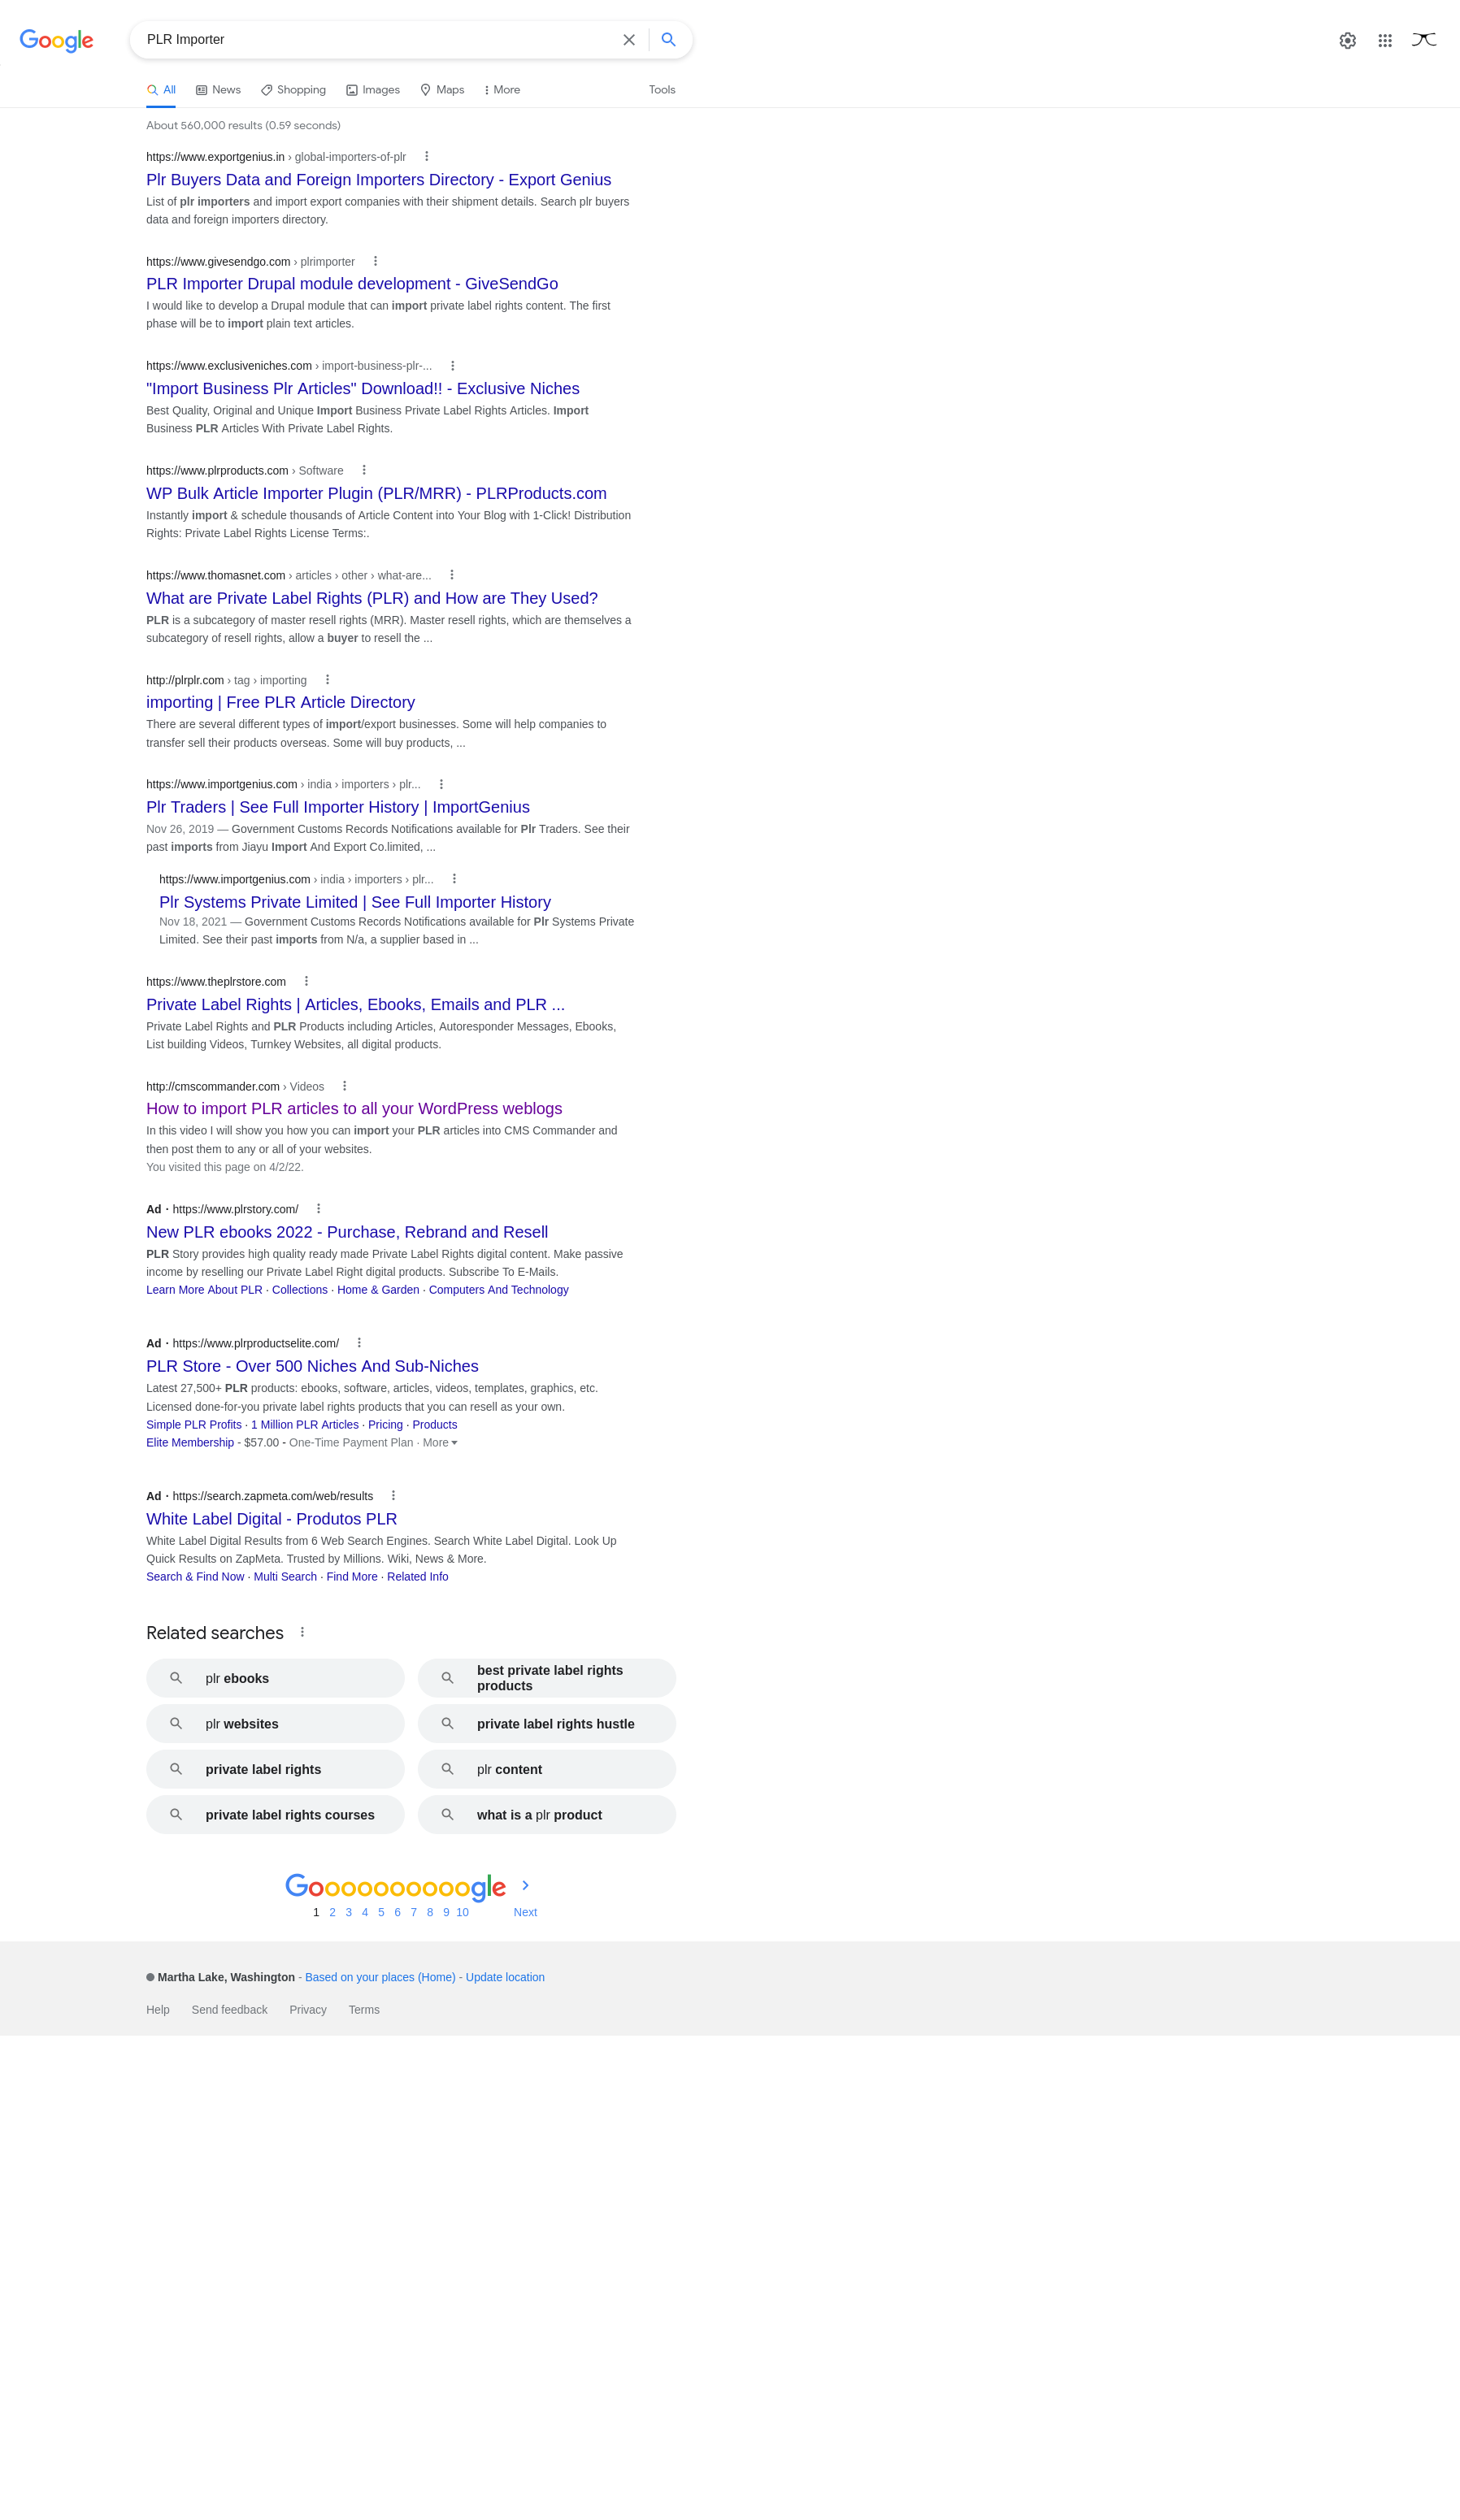 Google
PLR Importer
All News Shopping Images Maps More Tools
About 560,000 results (0.59 seconds)
https://www.exportgenius.in › global-importers-of-plr
Plr Buyers Data and Foreign Importers Directory - Export Genius
List of plr importers and import export companies with their shipment details. Search plr buyers
data and foreign importers directory.
https://www.givesendgo.com › plrimporter
PLR Importer Drupal module development - GiveSendGo
I would like to develop a Drupal module that can import private label rights content. The first
phase will be to import plain text articles.
https://www.exclusiveniches.com › import-business-plr-...
"Import Business Plr Articles" Download!! - Exclusive Niches
Best Quality, Original and Unique Import Business Private Label Rights Articles. Import
Business PLR Articles With Private Label Rights.
https://www.plrproducts.com › Software
WP Bulk Article Importer Plugin (PLR/MRR) - PLRProducts.com
Instantly import & schedule thousands of Article Content into Your Blog with 1-Click! Distribution
Rights: Private Label Rights License Terms:.
https://www.thomasnet.com › articles › other › what-are...
What are Private Label Rights (PLR) and How are They Used?
PLR is a subcategory of master resell rights (MRR). Master resell rights, which are themselves a
subcategory of resell rights, allow a buyer to resell the ...
http://plrplr.com › tag › importing
importing | Free PLR Article Directory
There are several different types of import/export businesses. Some will help companies to
transfer sell their products overseas. Some will buy products, ...
https://www.importgenius.com › india › importers › plr...
Plr Traders | See Full Importer History | ImportGenius
Nov 26, 2019 — Government Customs Records Notifications available for Plr Traders. See their
past imports from Jiayu Import And Export Co.limited, ...
https://www.importgenius.com › india › importers › plr...
Plr Systems Private Limited | See Full Importer History
Nov 18, 2021 — Government Customs Records Notifications available for Plr Systems Private
Limited. See their past imports from N/a, a supplier based in ...
https://www.theplrstore.com
Private Label Rights | Articles, Ebooks, Emails and PLR ...
Private Label Rights and PLR Products including Articles, Autoresponder Messages, Ebooks,
List building Videos, Turnkey Websites, all digital products.
http://cmscommander.com › Videos
How to import PLR articles to all your WordPress weblogs
In this video I will show you how you can import your PLR articles into CMS Commander and
then post them to any or all of your websites.
You visited this page on 4/2/22.
Ad · https://www.plrstory.com/
New PLR ebooks 2022 - Purchase, Rebrand and Resell
PLR Story provides high quality ready made Private Label Rights digital content. Make passive
income by reselling our Private Label Right digital products. Subscribe To E-Mails.
Learn More About PLR · Collections · Home & Garden · Computers And Technology
Ad · https://www.plrproductselite.com/
PLR Store - Over 500 Niches And Sub-Niches
Latest 27,500+ PLR products: ebooks, software, articles, videos, templates, graphics, etc.
Licensed done-for-you private label rights products that you can resell as your own.
Simple PLR Profits · 1 Million PLR Articles · Pricing · Products
Elite Membership - $57.00 - One-Time Payment Plan · More
Ad · https://search.zapmeta.com/web/results
White Label Digital - Produtos PLR
White Label Digital Results from 6 Web Search Engines. Search White Label Digital. Look Up
Quick Results on ZapMeta. Trusted by Millions. Wiki, News & More.
Search & Find Now · Multi Search · Find More · Related Info
Related searches
plr ebooks
best private label rights
products
plr websites
private label rights hustle
private label rights
plr content
private label rights courses
what is a plr product
Goooooooooogle
1 2 3 4 5 6 7 8 9 10 Next
Martha Lake, Washington - Based on your places (Home) - Update location
Help Send feedback Privacy Terms